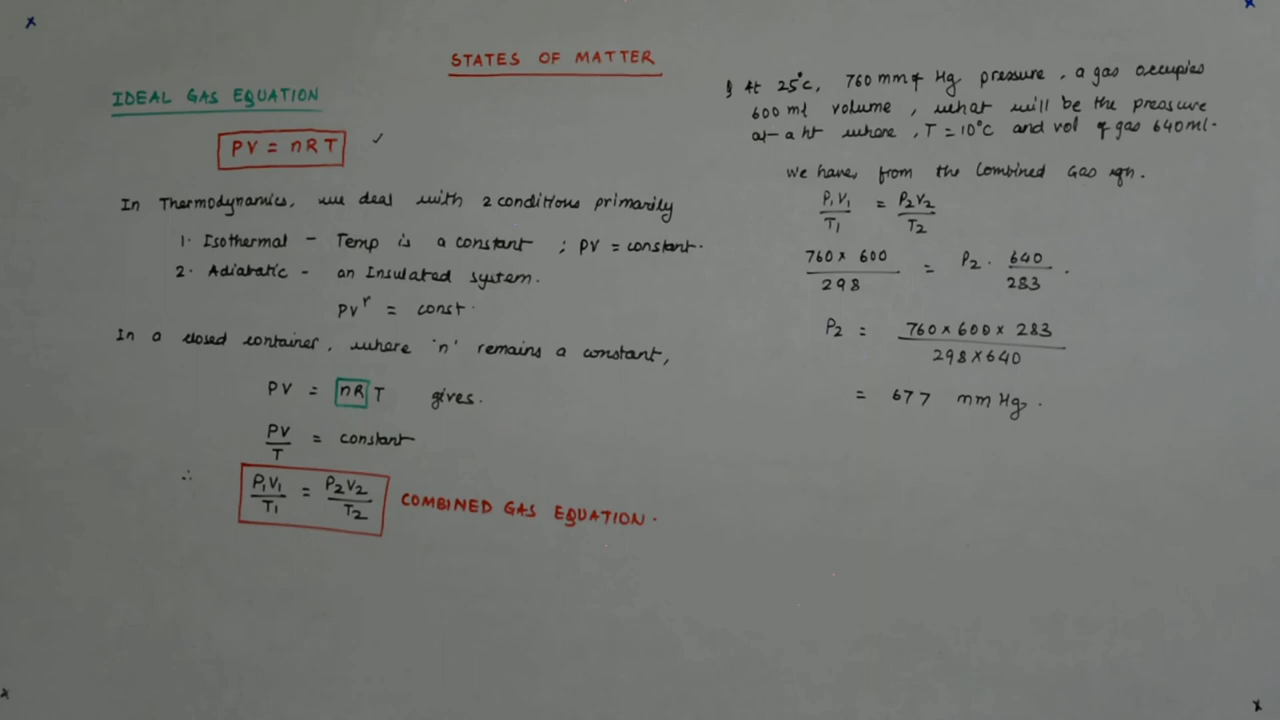 STATES OF MATTER
IDEAL GAS EQUATION
PV = nRT ✓
In Thermodynamics, we deal with 2 conditions primarily
1. Isothermal - Temp is a constant ; PV = constant.
2. Adiabatic - an Insulated system.
PVʳ = const.
In a closed container, where 'n' remains a constant,
PV = nRT gives.
PV/T = constant
∴ P₁V₁/T₁ = P₂V₂/T₂ COMBINED GAS EQUATION.
At 25°C, 760 mm of Hg pressure, a gas occupies
600 ml volume, what will be the pressure
at a ht where, T = 10°C and vol of gas 640 ml.
We have, from the Combined Gas eqn.
P₁V₁/T₁ = P₂V₂/T₂
760 × 600 / 298 = P₂ · 640/283 .
P₂ = 760 × 600 × 283 / 298 × 640
= 677 mm Hg.